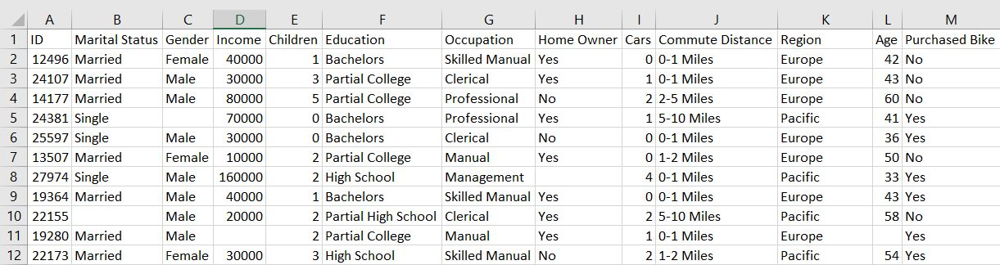 A B C D E F G H I J K L M
1 ID Marital Status Gender Income Children Education Occupation Home Owner Cars Commute Distance Region Age Purchased Bike
2 12496 Married Female 40000 1 Bachelors Skilled Manual Yes 0 0-1 Miles Europe 42 No
3 24107 Married Male 30000 3 Partial College Clerical Yes 1 0-1 Miles Europe 43 No
4 14177 Married Male 80000 5 Partial College Professional No 2 2-5 Miles Europe 60 No
5 24381 Single 70000 0 Bachelors Professional Yes 1 5-10 Miles Pacific 41 Yes
6 25597 Single Male 30000 0 Bachelors Clerical No 0 0-1 Miles Europe 36 Yes
7 13507 Married Female 10000 2 Partial College Manual Yes 0 1-2 Miles Europe 50 No
8 27974 Single Male 160000 2 High School Management 4 0-1 Miles Pacific 33 Yes
9 19364 Married Male 40000 1 Bachelors Skilled Manual Yes 0 0-1 Miles Europe 43 Yes
10 22155 Male 20000 2 Partial High School Clerical Yes 2 5-10 Miles Pacific 58 No
11 19280 Married Male 2 Partial College Manual Yes 1 0-1 Miles Europe Yes
12 22173 Married Female 30000 3 High School Skilled Manual No 2 1-2 Miles Pacific 54 Yes